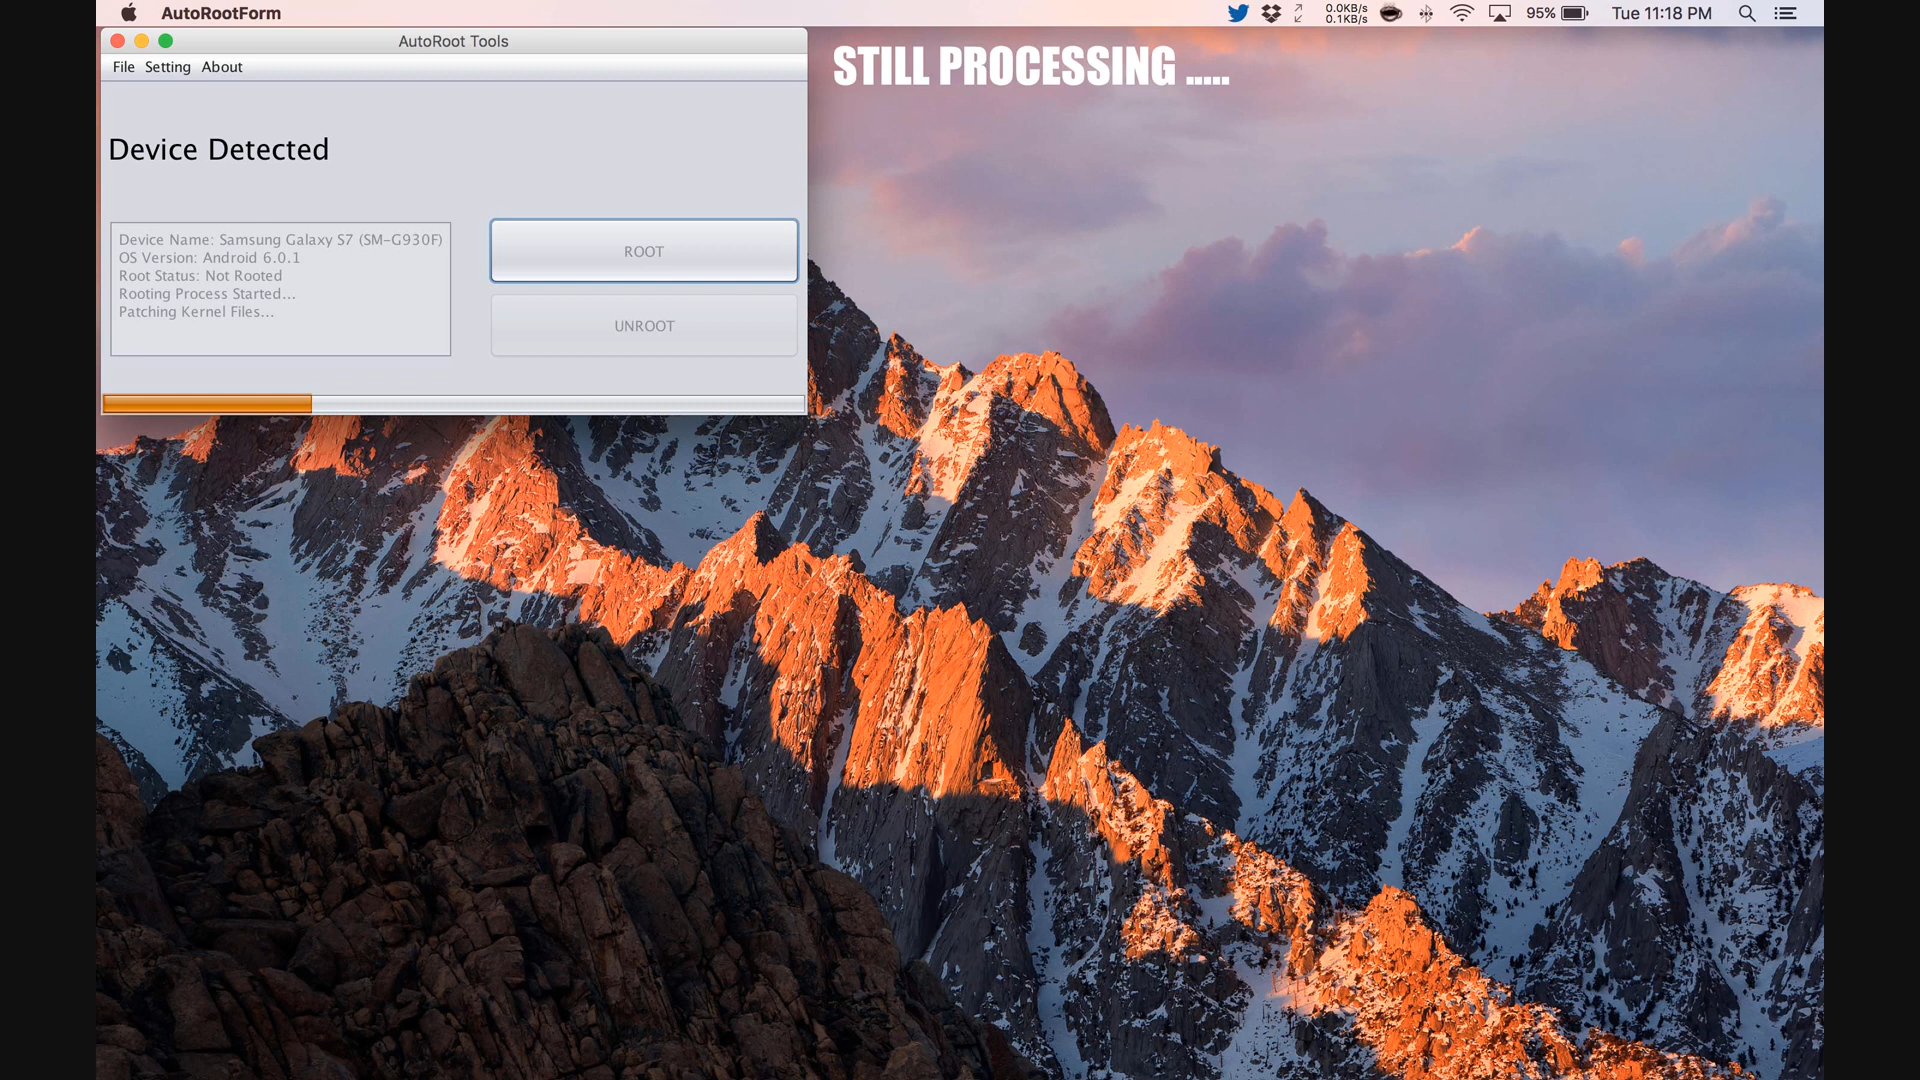 AutoRootForm
0.0KB/s
0.1KB/s
95%
Tue 11:18 PM
AutoRoot Tools
File Setting About
STILL PROCESSING .....
Device Detected
Device Name: Samsung Galaxy S7 (SM-G930F)
OS Version: Android 6.0.1
Root Status: Not Rooted
Rooting Process Started...
Patching Kernel Files...
ROOT
UNROOT